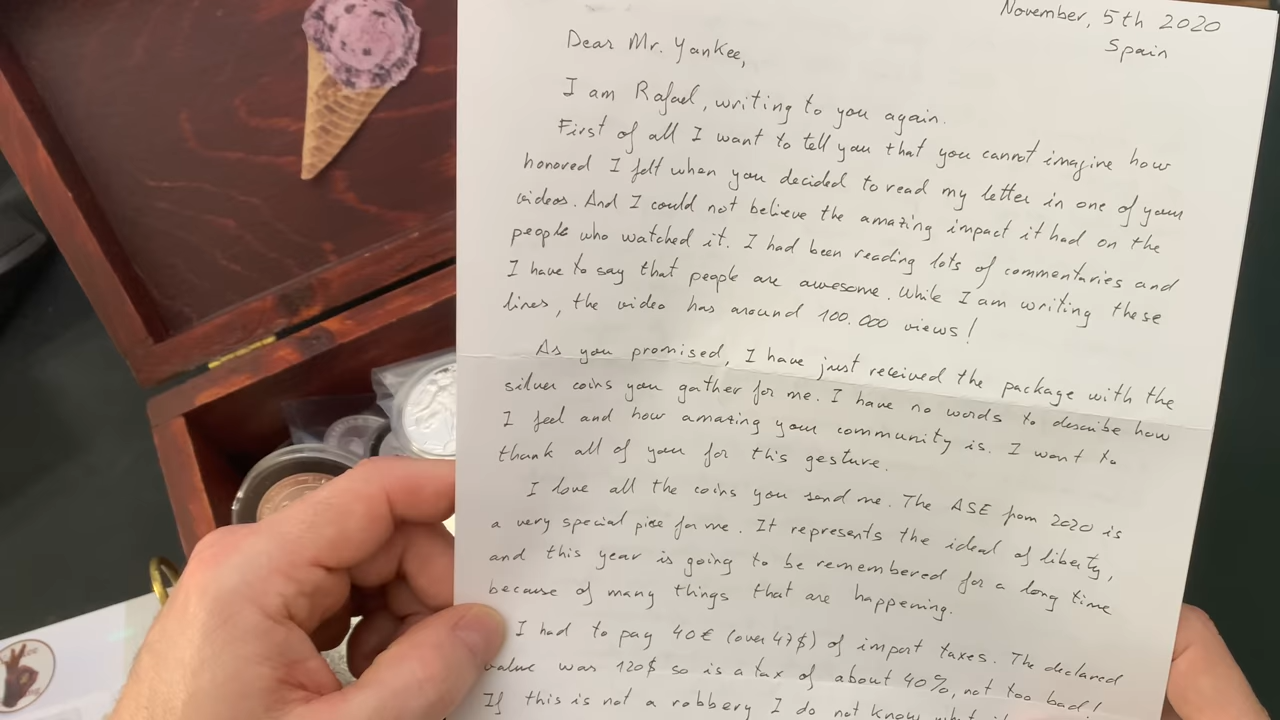 November, 5th 2020
Spain
Dear Mr. Yankee,
I am Rafael, writing to you again.
First of all I want to tell you that you cannot imagine how
honored I felt when you decided to read my letter in one of your
videos. And I could not believe the amazing impact it had on the
people who watched it. I had been reading lots of commentaries and
I have to say that people are awesome. While I am writing these
lines, the video has around 100.000 views!
As you promised, I have just received the package with the
silver coins you gather for me. I have no words to describe how
I feel and how amazing your community is. I want to
thank all of you for this gesture.
I love all the coins you send me. The ASE from 2020 is
a very special piece for me. It represents the ideal of liberty,
and this year is going to be remembered for a long time
because of many things that are happening.
I had to pay 40€ (over 47$) of import taxes. The declared
value was 120$ so is a tax of about 40%, not too bad!
If this is not a robbery I do not know what